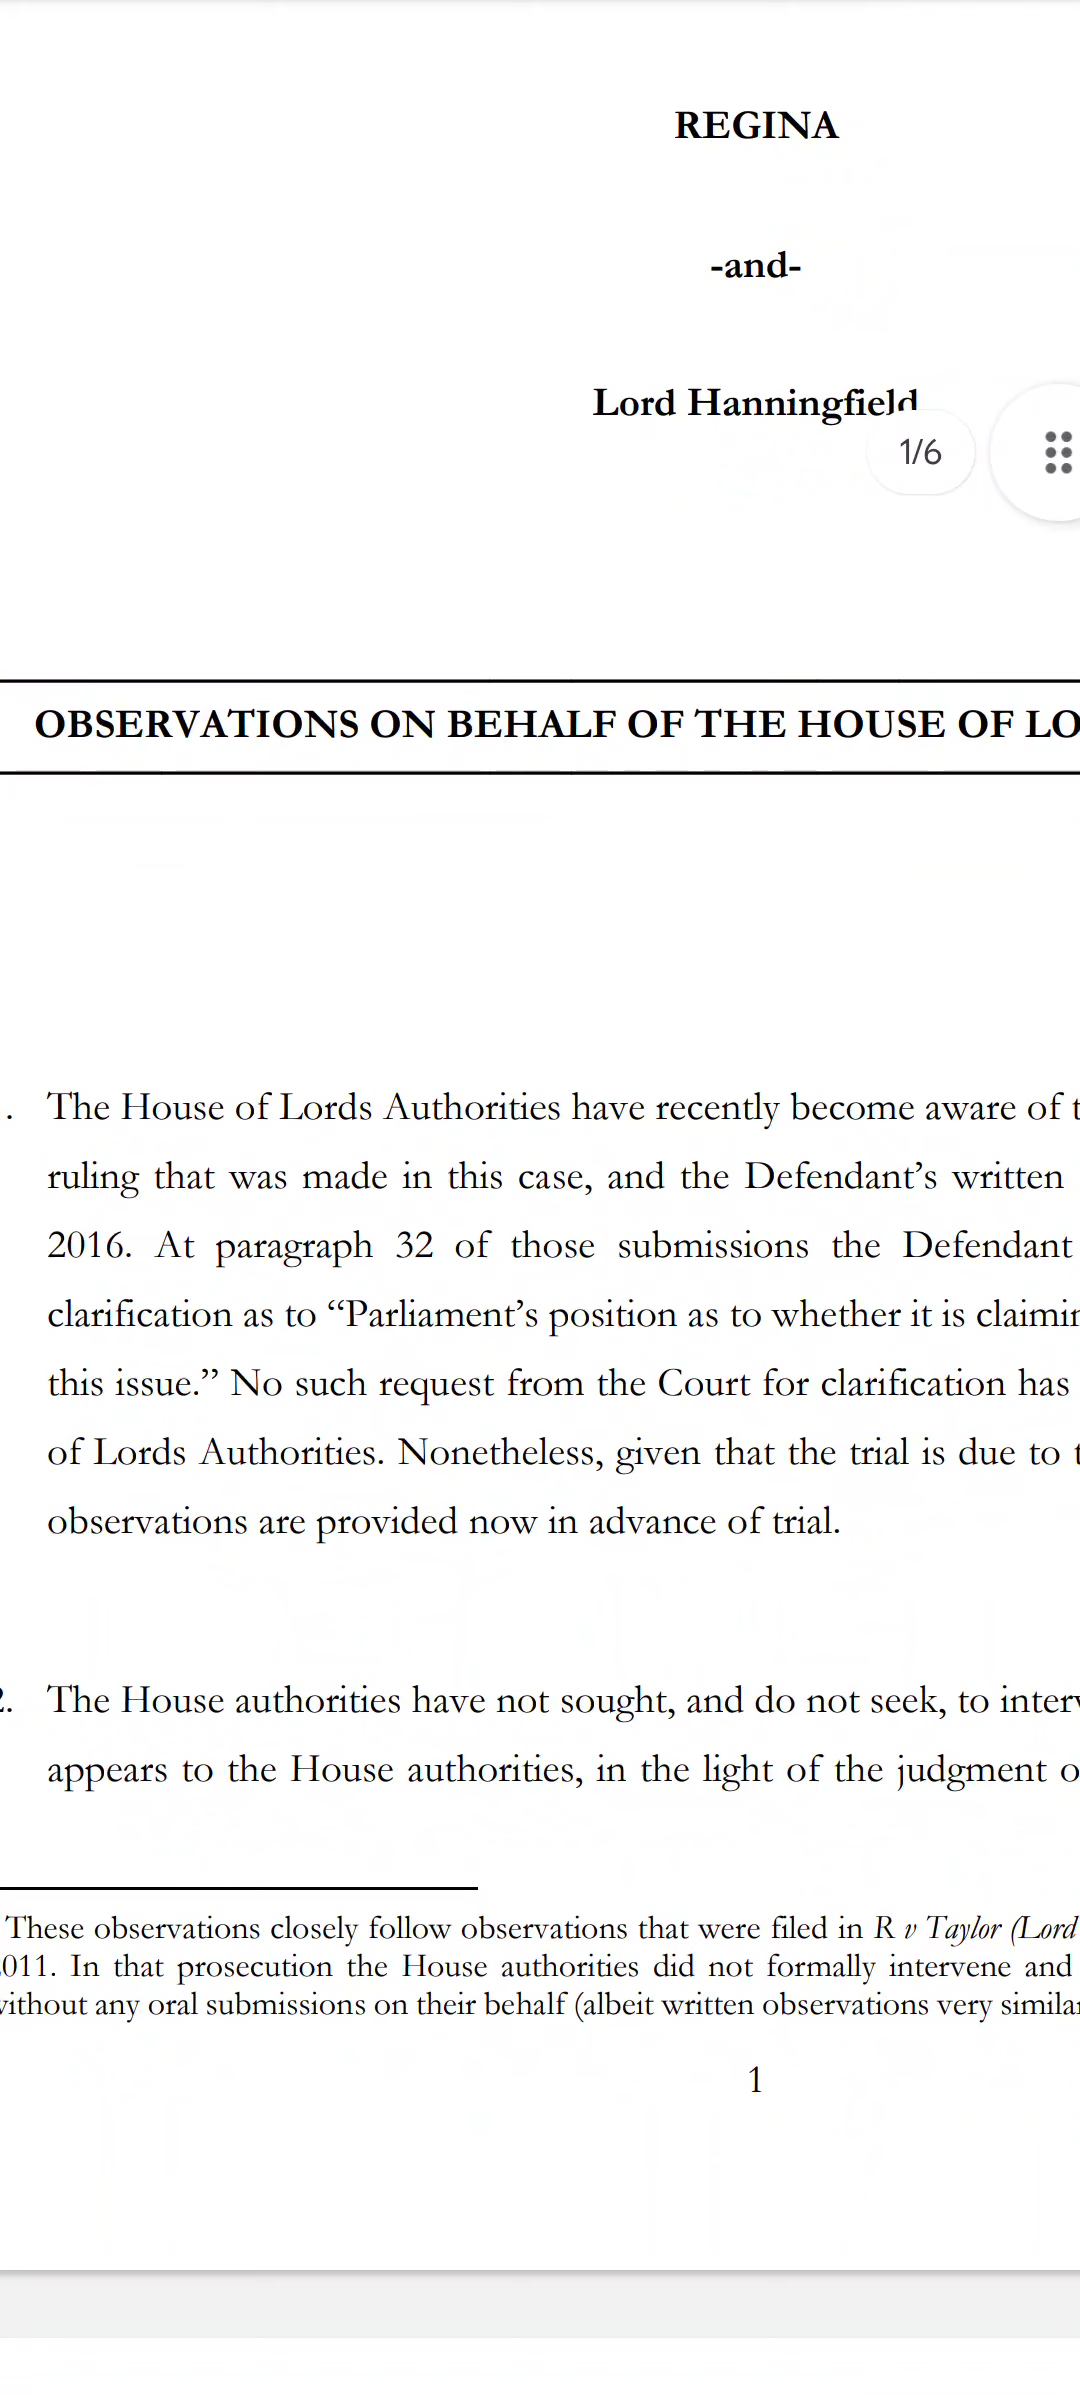 REGINA
-and-
Lord Hanningfield
1/6
OBSERVATIONS ON BEHALF OF THE HOUSE OF LO
. The House of Lords Authorities have recently become aware of t
ruling that was made in this case, and the Defendant’s written
2016. At paragraph 32 of those submissions the Defendant
clarification as to “Parliament’s position as to whether it is claimin
this issue.” No such request from the Court for clarification has
of Lords Authorities. Nonetheless, given that the trial is due to t
observations are provided now in advance of trial.
2. The House authorities have not sought, and do not seek, to interv
appears to the House authorities, in the light of the judgment o
These observations closely follow observations that were filed in R v Taylor (Lord
011. In that prosecution the House authorities did not formally intervene and
without any oral submissions on their behalf (albeit written observations very similar
1